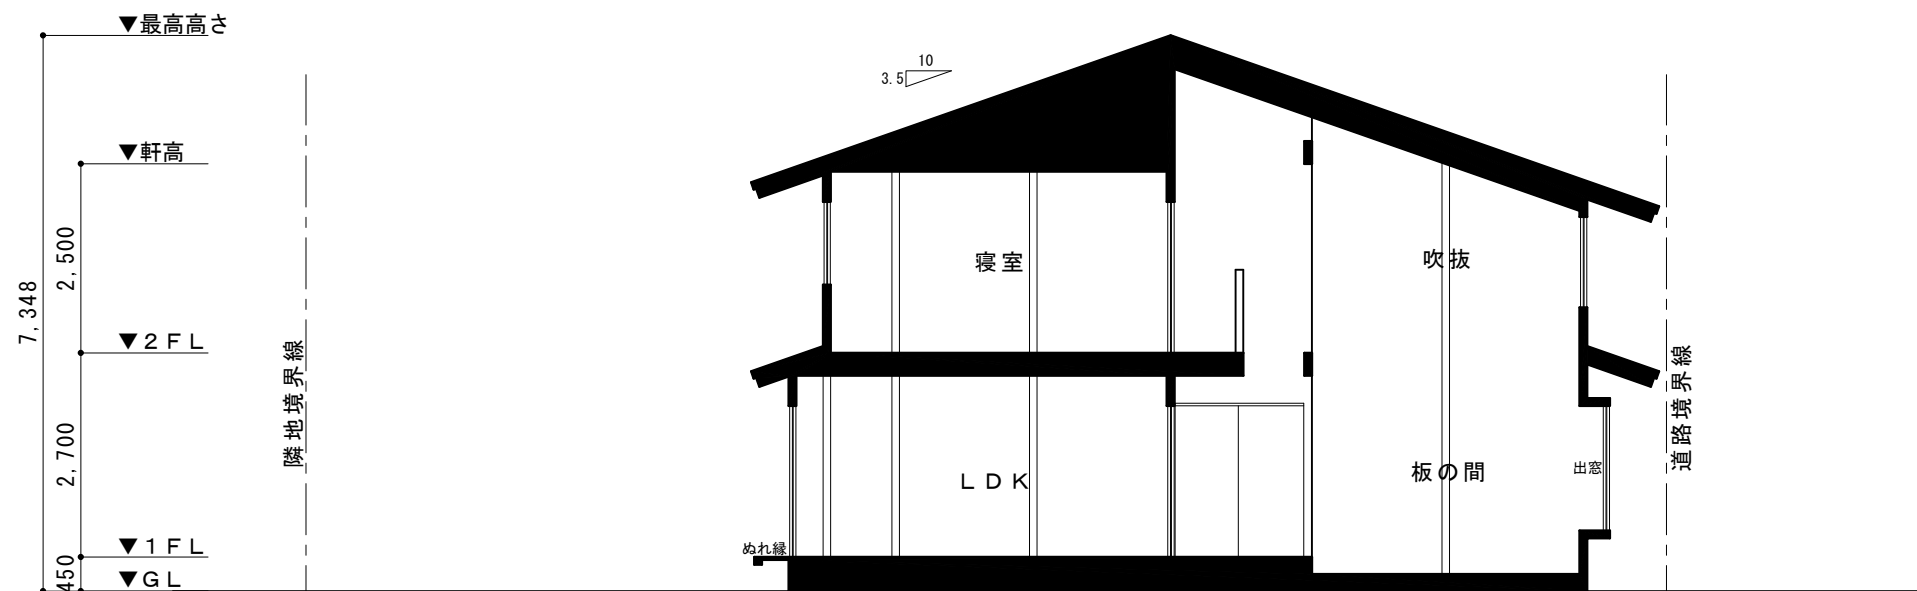 ▼最高高さ
10
3.5
▼軒高
2,500
7,348
寝室
吹抜
▼2FL
隣地境界線
道路境界線
2,700
LDK
板の間
出窓
ぬれ縁
▼1FL
450
▼GL